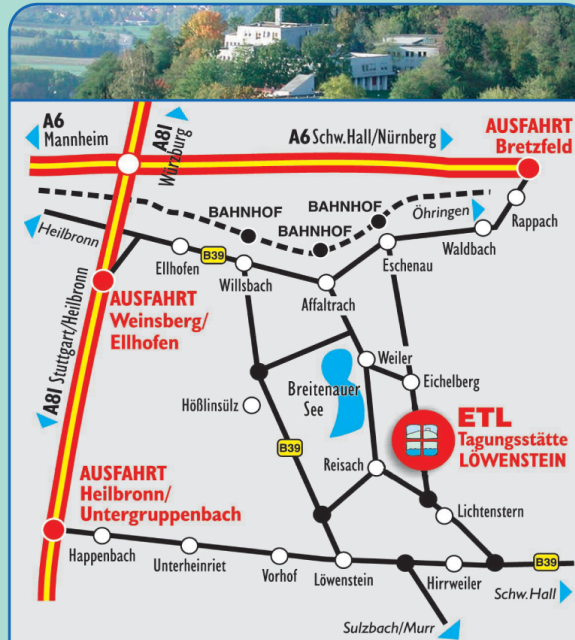 A6
Mannheim
A81
Würzburg
A6 Schw.Hall/Nürnberg
AUSFAHRT
Bretzfeld
BAHNHOF
BAHNHOF
BAHNHOF
Öhringen
Rappach
Waldbach
Heilbronn
Ellhofen
B39
Willsbach
Eschenau
Affaltrach
AUSFAHRT
Weinsberg/
Ellhofen
A81 Stuttgart/Heilbronn
Weiler
Breitenauer
See
Eichelberg
Hößlinsülz
B39
ETL
Tagungsstätte
LÖWENSTEIN
Reisach
AUSFAHRT
Heilbronn/
Untergruppenbach
Lichtenstern
Happenbach
Unterheinriet
Vorhof
Löwenstein
Hirrweiler
B39
Schw.Hall
Sulzbach/Murr